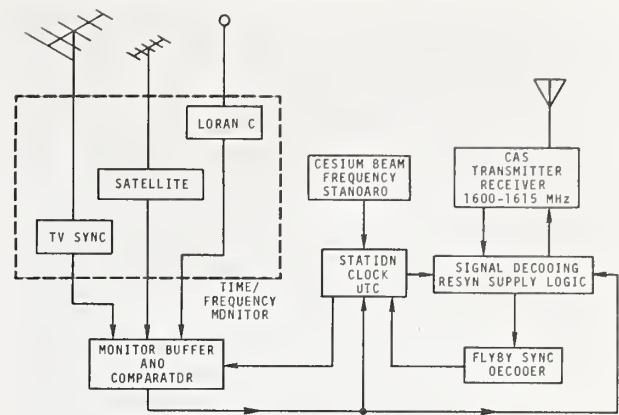 LORAN C
SATELLITE
TV SYNC
TIME/
FREQUENCY
MDNITOR
MONITOR BUFFER
ANO
COMPARATDR
CESIUM BEAM
FREQUENCY
STANOARO
STATIDN
CLOCK
UTC
CAS
TRANSMITTER
RECEIVER
1600-1615 MHz
SIGNAL DECOOING
RESYN SUPPLY LOGIC
FLYBY SYNC
DECOOER